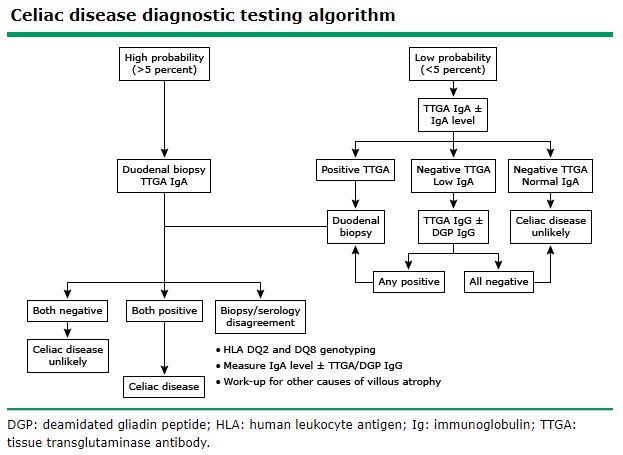 Celiac disease diagnostic testing algorithm
High probability
(>5 percent)
Low probability
(<5 percent)
TTGA IgA ±
IgA level
Duodenal biopsy
TTGA IgA
Positive TTGA
Negative TTGA
Low IgA
Negative TTGA
Normal IgA
Duodenal
biopsy
TTGA IgG ±
DGP IgG
Celiac disease
unlikely
Any positive
All negative
Both negative
Both positive
Biopsy/serology
disagreement
Celiac disease
unlikely
Celiac disease
• HLA DQ2 and DQ8 genotyping
• Measure IgA level ± TTGA/DGP IgG
• Work-up for other causes of villous atrophy
DGP: deamidated gliadin peptide; HLA: human leukocyte antigen; Ig: immunoglobulin; TTGA:
tissue transglutaminase antibody.